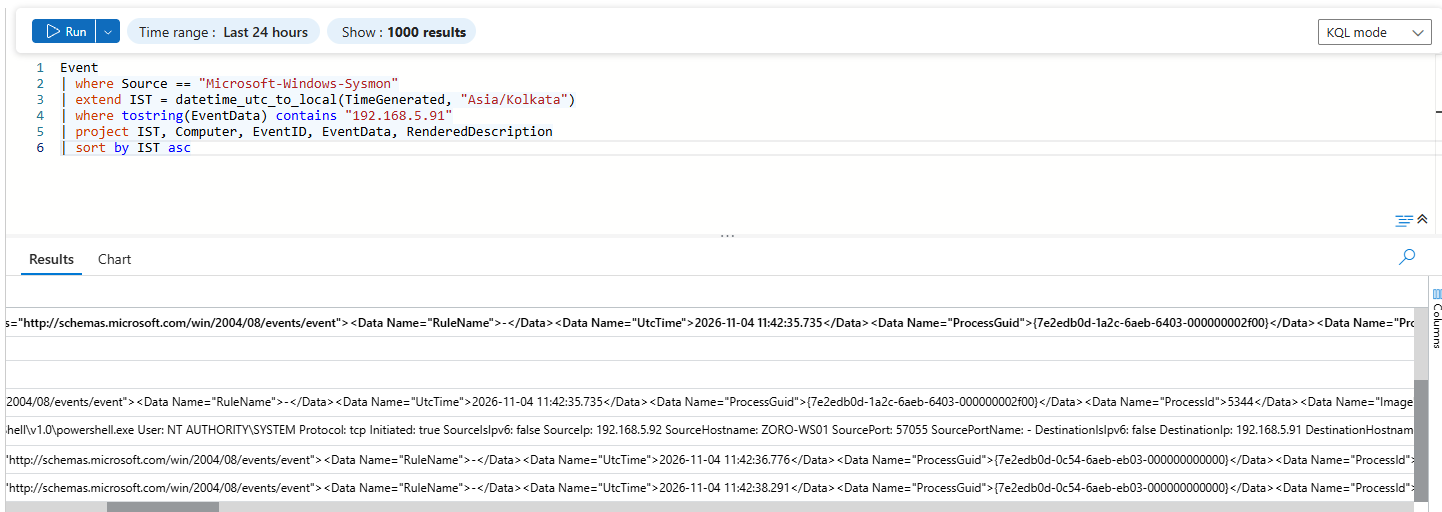 Run
Time range : Last 24 hours
Show : 1000 results
KQL mode
1 Event
2 | where Source == "Microsoft-Windows-Sysmon"
3 | extend IST = datetime_utc_to_local(TimeGenerated, "Asia/Kolkata")
4 | where tostring(EventData) contains "192.168.5.91"
5 | project IST, Computer, EventID, EventData, RenderedDescription
6 | sort by IST asc
...
Results Chart
Columns
s="http://schemas.microsoft.com/win/2004/08/events/event"><Data Name="RuleName">-</Data><Data Name="UtcTime">2026-11-04 11:42:35.735</Data><Data Name="ProcessGuid">{7e2edb0d-1a2c-6aeb-6403-000000002f00}</Data><Data Name="Pro
2004/08/events/event"><Data Name="RuleName">-</Data><Data Name="UtcTime">2026-11-04 11:42:35.735</Data><Data Name="ProcessGuid">{7e2edb0d-1a2c-6aeb-6403-000000002f00}</Data><Data Name="ProcessId">5344</Data><Data Name="Image
shell\v1.0\powershell.exe User: NT AUTHORITY\SYSTEM Protocol: tcp Initiated: true SourceIsIpv6: false SourceIp: 192.168.5.92 SourceHostname: ZORO-WS01 SourcePort: 57055 SourcePortName: - DestinationIsIpv6: false DestinationIp: 192.168.5.91 DestinationHostnam
"http://schemas.microsoft.com/win/2004/08/events/event"><Data Name="RuleName">-</Data><Data Name="UtcTime">2026-11-04 11:42:36.776</Data><Data Name="ProcessGuid">{7e2edb0d-0c54-6aeb-eb03-000000000000}</Data><Data Name="ProcessId">
"http://schemas.microsoft.com/win/2004/08/events/event"><Data Name="RuleName">-</Data><Data Name="UtcTime">2026-11-04 11:42:38.291</Data><Data Name="ProcessGuid">{7e2edb0d-0c54-6aeb-eb03-000000000000}</Data><Data Name="ProcessId">